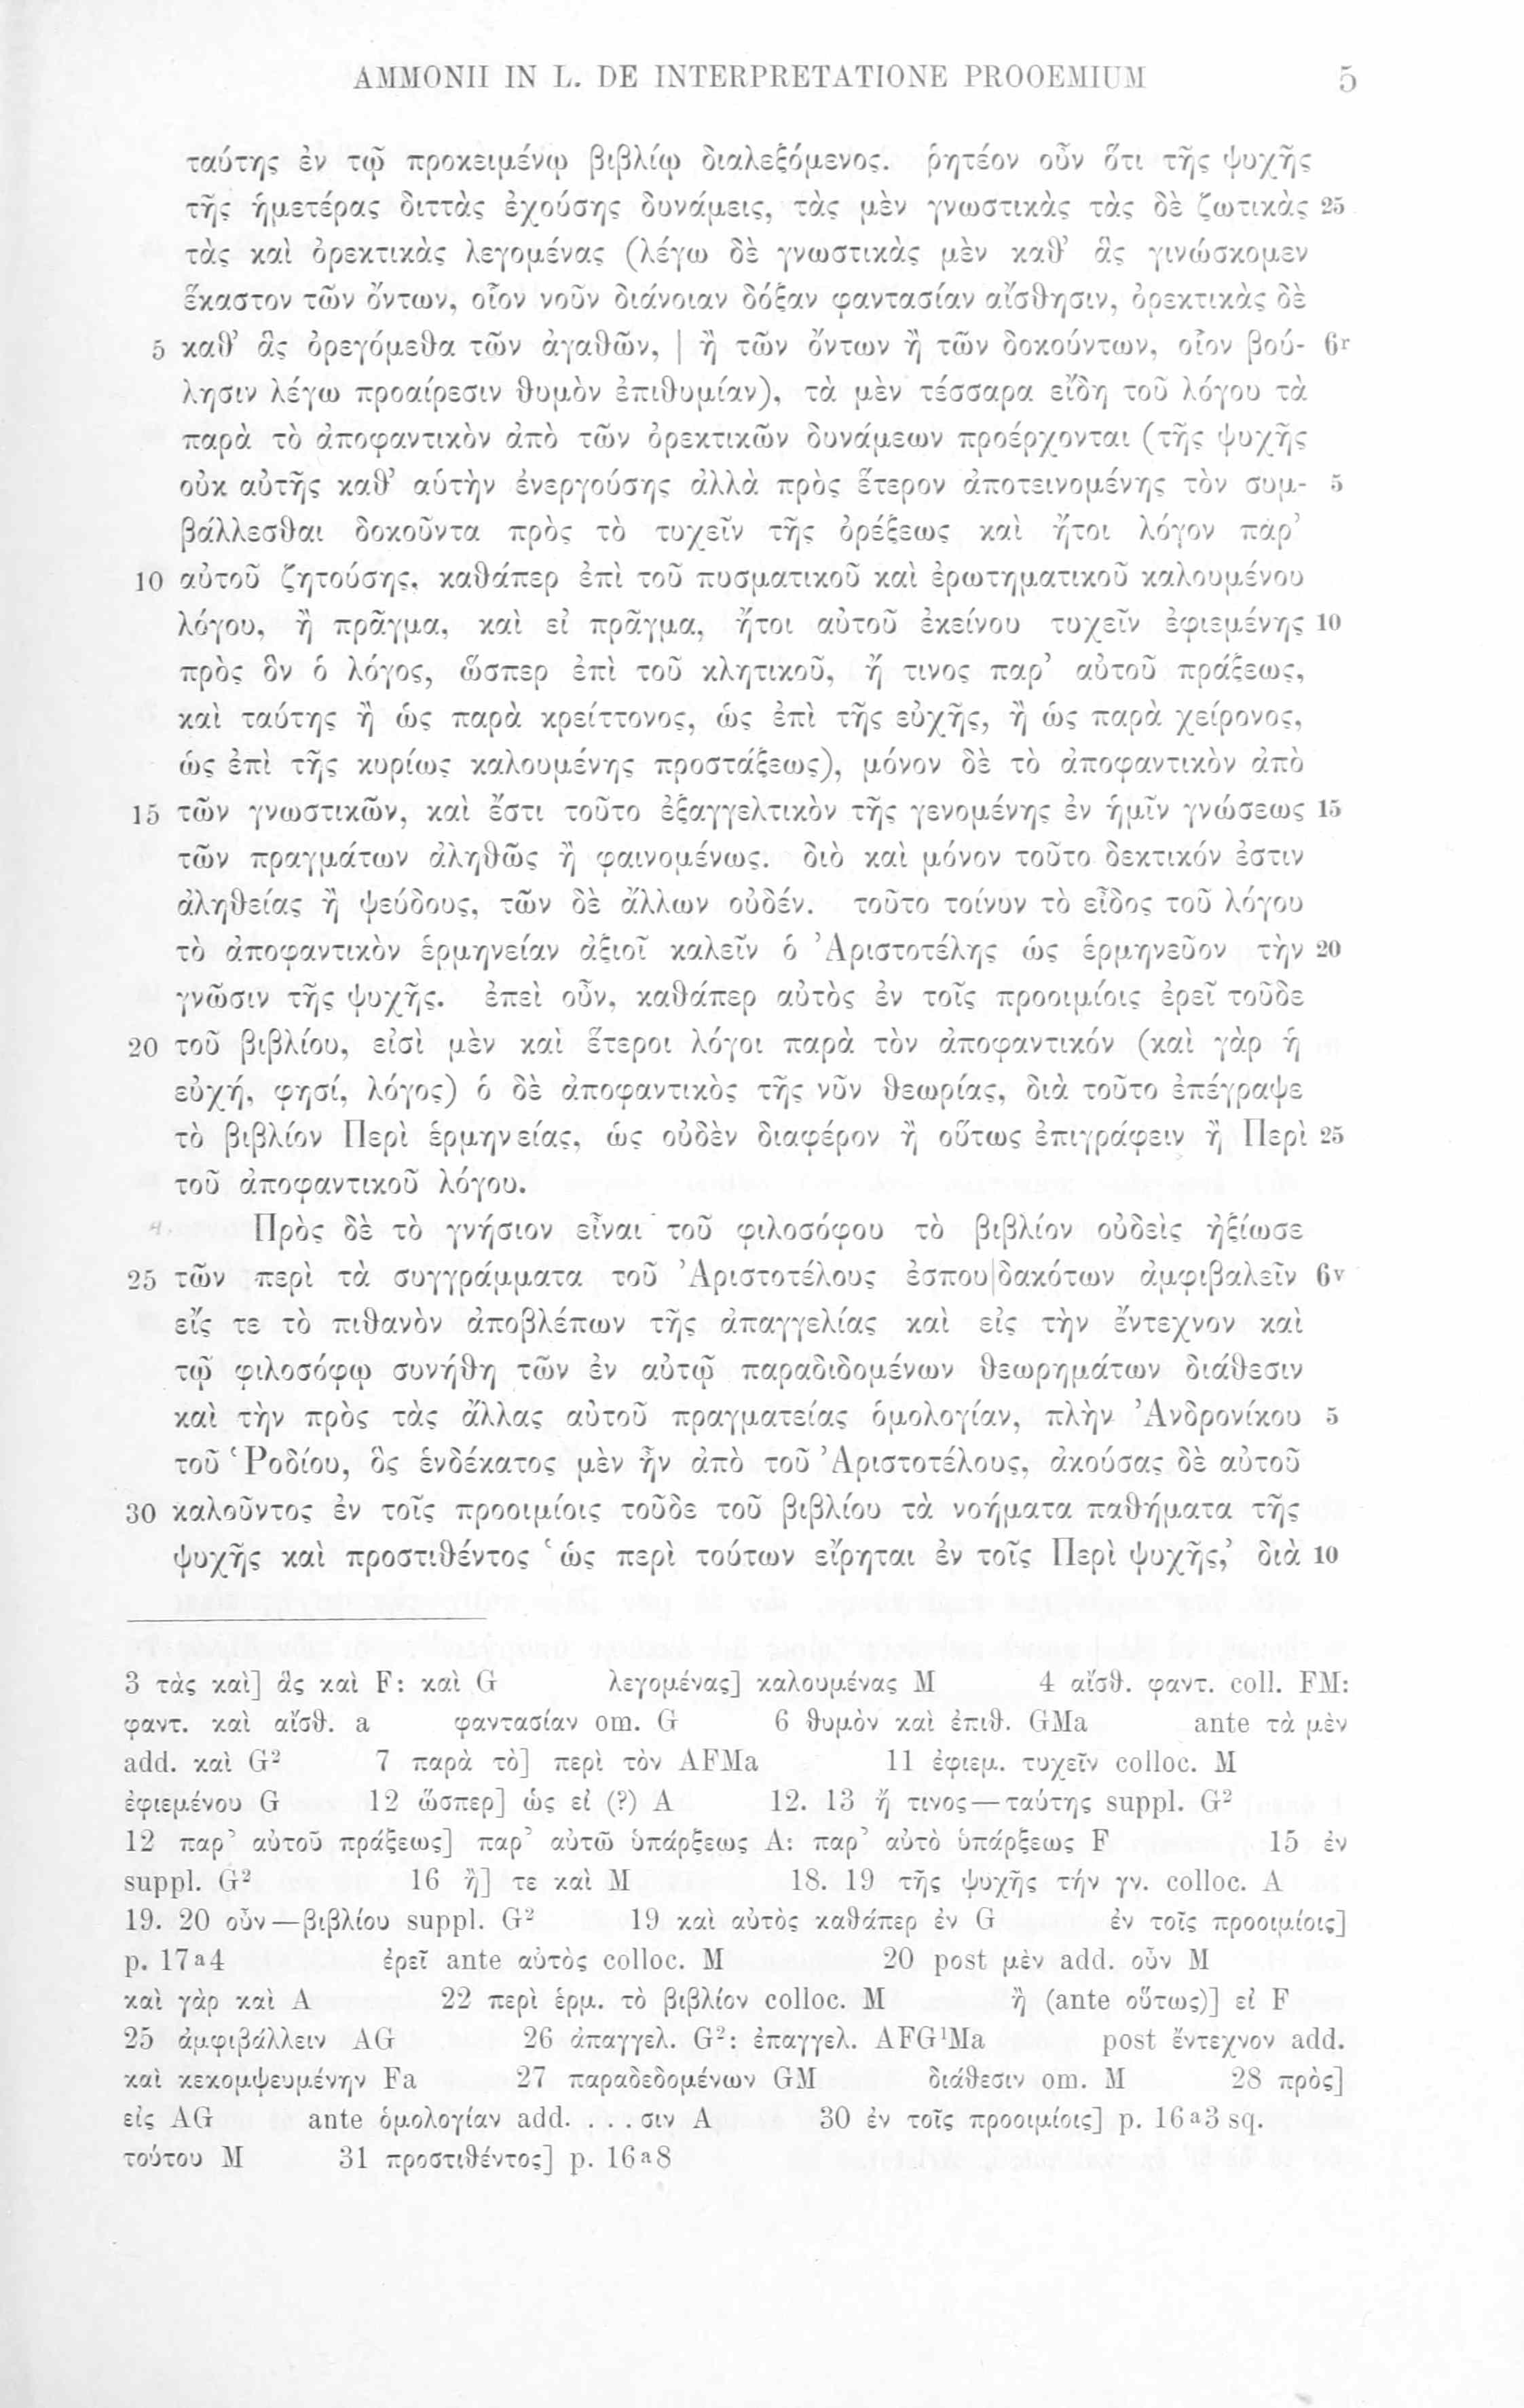 AMMONII IN L. DE INTERPRETATIONE PROOEMIUM 5
ταύτης ἐν τῷ προκειμένῳ βιβλίῳ διαλεξόμενος. ῥητέον οὖν ὅτι τῆς ψυχῆς
τῆς ἡμετέρας διττὰς ἐχούσης δυνάμεις, τὰς μὲν γνωστικὰς τὰς δὲ ζωτικὰς 25
τὰς καὶ ὀρεκτικὰς λεγομένας (λέγω δὲ γνωστικὰς μὲν καθ’ ἃς γινώσκομεν
ἕκαστον τῶν ὄντων, οἷον νοῦν διάνοιαν δόξαν φαντασίαν αἴσθησιν, ὀρεκτικὰς δὲ
5 καθ’ ἃς ὀρεγόμεθα τῶν ἀγαθῶν, | ἢ τῶν ὄντων ἢ τῶν δοκούντων, οἷον βού- 6r
λησιν λέγω προαίρεσιν θυμὸν ἐπιθυμίαν), τὰ μὲν τέσσαρα εἴδη τοῦ λόγου τὰ
παρὰ τὸ ἀποφαντικὸν ἀπὸ τῶν ὀρεκτικῶν δυνάμεων προέρχονται (τῆς ψυχῆς
οὐκ αὐτῆς καθ’ αὑτὴν ἐνεργούσης ἀλλὰ πρὸς ἕτερον ἀποτεινομένης τὸν συμ- 5
βάλλεσθαι δοκοῦντα πρὸς τὸ τυχεῖν τῆς ὀρέξεως καὶ ἤτοι λόγον παρ’
10 αὐτοῦ ζητούσης, καθάπερ ἐπὶ τοῦ πυσματικοῦ καὶ ἐρωτηματικοῦ καλουμένου
λόγου, ἢ πρᾶγμα, καὶ εἰ πρᾶγμα, ἤτοι αὐτοῦ ἐκείνου τυχεῖν ἐφιεμένης 10
πρὸς ὃν ὁ λόγος, ὥσπερ ἐπὶ τοῦ κλητικοῦ, ἤ τινος παρ’ αὐτοῦ πράξεως,
καὶ ταύτης ἢ ὡς παρὰ κρείττονος, ὡς ἐπὶ τῆς εὐχῆς, ἢ ὡς παρὰ χείρονος,
ὡς ἐπὶ τῆς κυρίως καλουμένης προστάξεως), μόνον δὲ τὸ ἀποφαντικὸν ἀπὸ
15 τῶν γνωστικῶν, καὶ ἔστι τοῦτο ἐξαγγελτικὸν τῆς γενομένης ἐν ἡμῖν γνώσεως 15
τῶν πραγμάτων ἀληθῶς ἢ φαινομένως. διὸ καὶ μόνον τοῦτο δεκτικόν ἐστιν
ἀληθείας ἢ ψεύδους, τῶν δὲ ἄλλων οὐδέν. τοῦτο τοίνυν τὸ εἶδος τοῦ λόγου
τὸ ἀποφαντικὸν ἑρμηνείαν ἀξιοῖ καλεῖν ὁ Ἀριστοτέλης ὡς ἑρμηνεῦον τὴν 20
γνῶσιν τῆς ψυχῆς. ἐπεὶ οὖν, καθάπερ αὐτὸς ἐν τοῖς προοιμίοις ἐρεῖ τοῦδε
20 τοῦ βιβλίου, εἰσὶ μὲν καὶ ἕτεροι λόγοι παρὰ τὸν ἀποφαντικόν (καὶ γὰρ ἡ
εὐχή, φησί, λόγος) ὁ δὲ ἀποφαντικὸς τῆς νῦν θεωρίας, διὰ τοῦτο ἐπέγραψε
τὸ βιβλίον Περὶ ἑρμηνείας, ὡς οὐδὲν διαφέρον ἢ οὕτως ἐπιγράφειν ἢ Περὶ 25
τοῦ ἀποφαντικοῦ λόγου.
Πρὸς δὲ τὸ γνήσιον εἶναι τοῦ φιλοσόφου τὸ βιβλίον οὐδεὶς ἠξίωσε
25 τῶν περὶ τὰ συγγράμματα τοῦ Ἀριστοτέλους ἐσπου|δακότων ἀμφιβαλεῖν 6v
εἴς τε τὸ πιθανὸν ἀποβλέπων τῆς ἀπαγγελίας καὶ εἰς τὴν ἔντεχνον καὶ
τῷ φιλοσόφῳ συνήθη τῶν ἐν αὐτῷ παραδιδομένων θεωρημάτων διάθεσιν
καὶ τὴν πρὸς τὰς ἄλλας αὐτοῦ πραγματείας ὁμολογίαν, πλὴν Ἀνδρονίκου 5
τοῦ Ῥοδίου, ὃς ἑνδέκατος μὲν ἦν ἀπὸ τοῦ Ἀριστοτέλους, ἀκούσας δὲ αὐτοῦ
30 καλοῦντος ἐν τοῖς προοιμίοις τοῦδε τοῦ βιβλίου τὰ νοήματα παθήματα τῆς
ψυχῆς καὶ προστιθέντος ‘ὡς περὶ τούτων εἴρηται ἐν τοῖς Περὶ ψυχῆς,’ διὰ 10
3 τὰς καὶ] ἃς καὶ F: καὶ G λεγομένας] καλουμένας M 4 αἴσθ. φαντ. coll. FM:
φαντ. καὶ αἴσθ. a φαντασίαν om. G 6 θυμὸν καὶ ἐπιθ. GMa ante τὰ μὲν
add. καὶ G² 7 παρὰ τὸ] περὶ τὸν AFMa 11 ἐφιεμ. τυχεῖν colloc. M
ἐφιεμένου G 12 ὥσπερ] ὡς εἰ (?) A 12. 13 ἤ τινος—ταύτης suppl. G²
12 παρ’ αὐτοῦ πράξεως] παρ’ αὐτῶ ὑπάρξεως A: παρ’ αὐτὸ ὑπάρξεως F 15 ἐν
suppl. G² 16 ἢ] τε καὶ M 18. 19 τῆς ψυχῆς τήν γν. colloc. A
19. 20 οὖν—βιβλίου suppl. G² 19 καὶ αὐτὸς καθάπερ ἐν G ἐν τοῖς προοιμίοις]
p. 17a4 ἐρεῖ ante αὐτὸς colloc. M 20 post μὲν add. οὖν M
καὶ γὰρ καὶ A 22 περὶ ἑρμ. τὸ βιβλίον colloc. M ἢ (ante οὕτως)] εἰ F
25 ἀμφιβάλλειν AG 26 ἀπαγγελ. G²: ἐπαγγελ. AFG¹Ma post ἔντεχνον add.
καὶ κεκομψευμένην Fa 27 παραδεδομένων GM διάθεσιν om. M 28 πρὸς]
εἰς AG ante ὁμολογίαν add. ...σιν A 30 ἐν τοῖς προοιμίοις] p. 16a3 sq.
τούτου M 31 προστιθέντος] p. 16a8